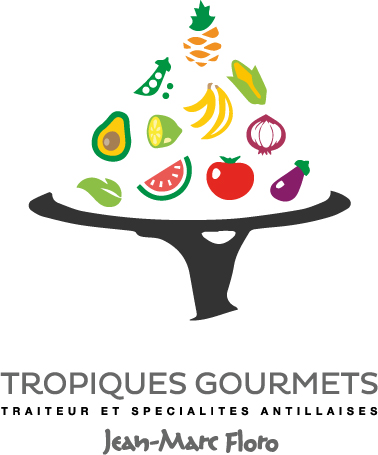 TROPIQUES GOURMETS
TRAITEUR ET SPECIALITES ANTILLAISES
Jean-Marc Floro